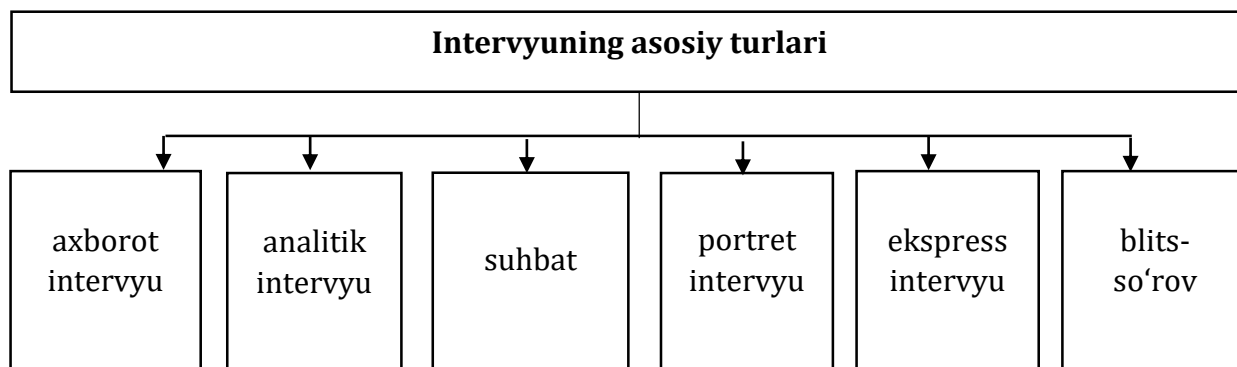 Intervyuning asosiy turlari
axborot
intervyu
analitik
intervyu
suhbat
portret
intervyu
ekspress
intervyu
blits-
so‘rov